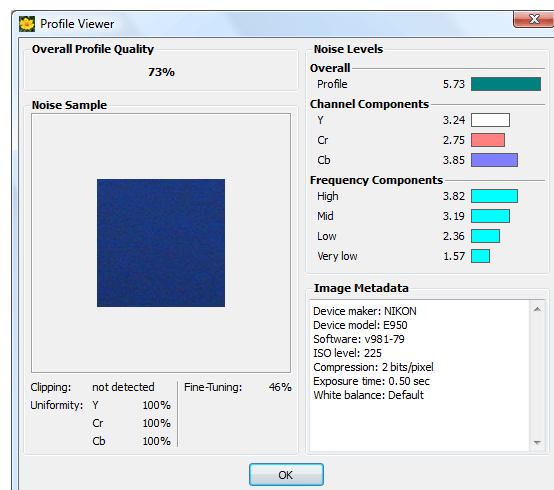 Profile Viewer
Overall Profile Quality
73%
Noise Sample
Clipping: not detected
Uniformity: Y 100%
Cr 100%
Cb 100%
Fine-Tuning: 46%
Noise Levels
Overall
Profile 5.73
Channel Components
Y 3.24
Cr 2.75
Cb 3.85
Frequency Components
High 3.82
Mid 3.19
Low 2.36
Very low 1.57
Image Metadata
Device maker: NIKON
Device model: E950
Software: v981-79
ISO level: 225
Compression: 2 bits/pixel
Exposure time: 0.50 sec
White balance: Default
OK